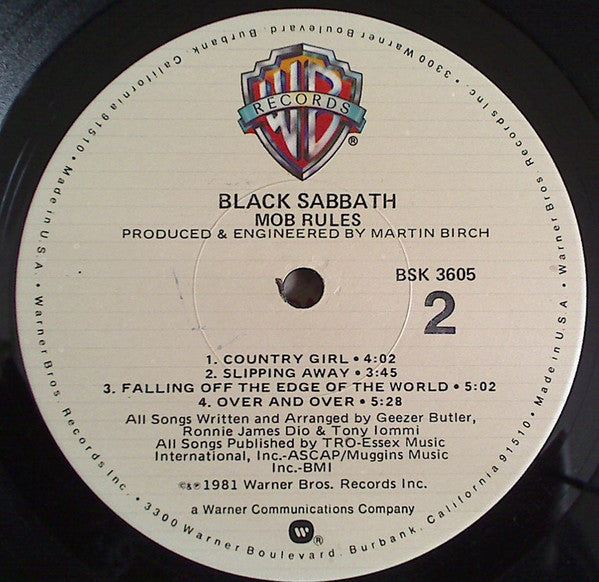 WB
RECORDS
®
BLACK SABBATH
MOB RULES
PRODUCED & ENGINEERED BY MARTIN BIRCH
BSK 3605
2
1. COUNTRY GIRL • 4:02
2. SLIPPING AWAY • 3:45
3. FALLING OFF THE EDGE OF THE WORLD • 5:02
4. OVER AND OVER • 5:28
All Songs Written and Arranged by Geezer Butler,
Ronnie James Dio & Tony Iommi
All Songs Published by TRO-Essex Music
International, Inc.-ASCAP/Muggins Music
Inc.-BMI
©&℗ 1981 Warner Bros. Records Inc.
a Warner Communications Company
W®
Warner Bros. Records Inc. • 3300 Warner Boulevard, Burbank, California 91510 • Made in U.S.A. • Warner Bros. Records Inc. • 3300 Warner Boulevard, Burbank, California 91510 • Made in U.S.A. •